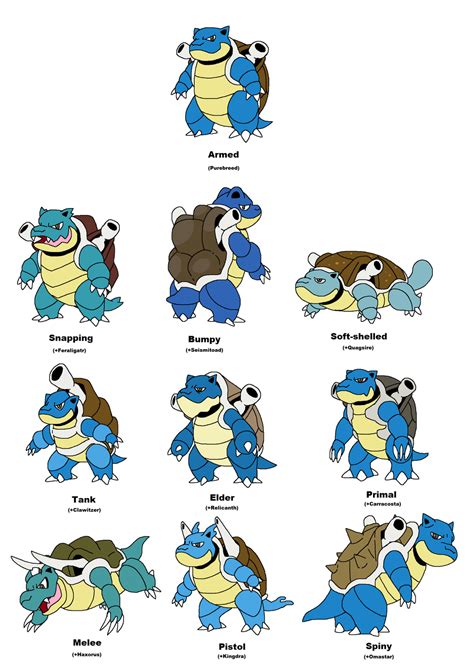 Armed
(Purebreed)
Snapping
(+Feraligatr)
Bumpy
(+Seismitoad)
Soft-shelled
(+Quagsire)
Tank
(+Clawitzer)
Elder
(+Relicanth)
Primal
(+Carracosta)
Melee
(+Haxorus)
Pistol
(+Kingdra)
Spiny
(+Omastar)